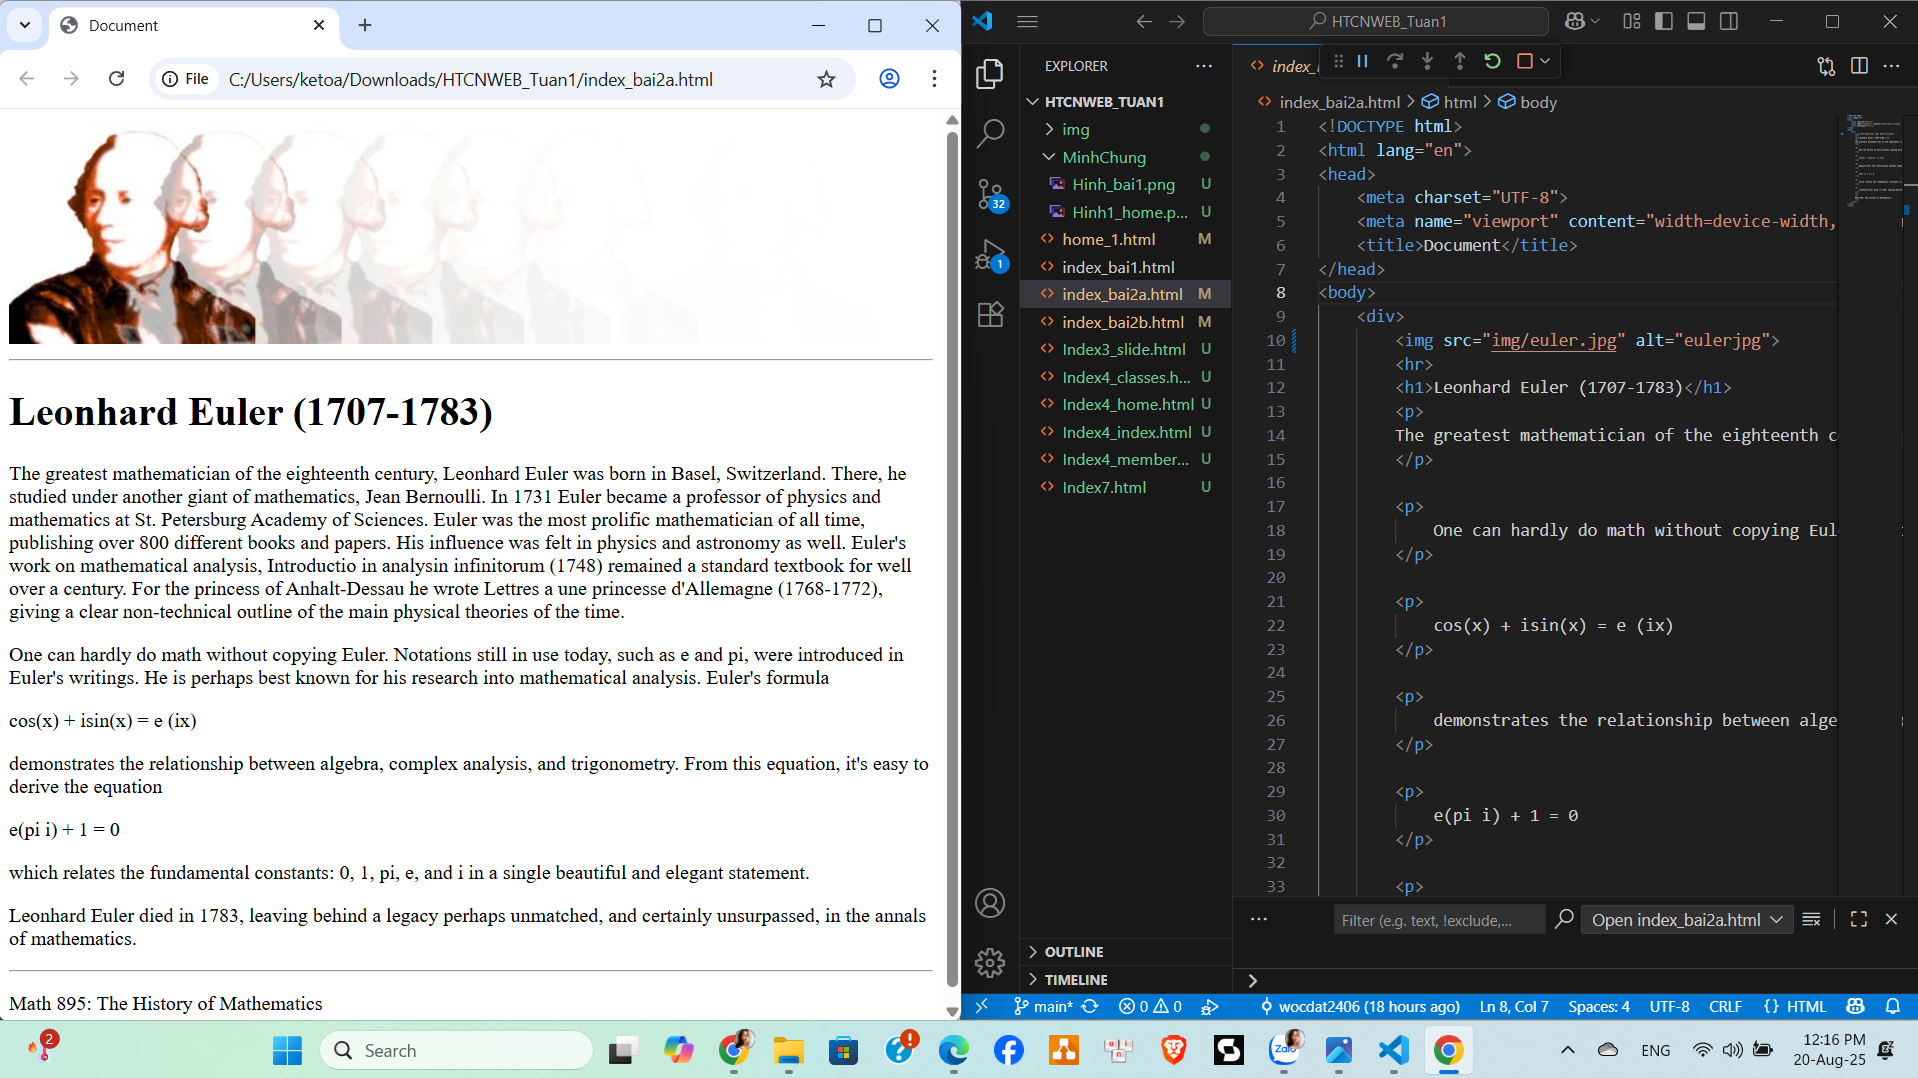 Document
File
C:/Users/ketoa/Downloads/HTCNWEB_Tuan1/index_bai2a.html
Leonhard Euler (1707-1783)
The greatest mathematician of the eighteenth century, Leonhard Euler was born in Basel, Switzerland. There, he
studied under another giant of mathematics, Jean Bernoulli. In 1731 Euler became a professor of physics and
mathematics at St. Petersburg Academy of Sciences. Euler was the most prolific mathematician of all time,
publishing over 800 different books and papers. His influence was felt in physics and astronomy as well. Euler's
work on mathematical analysis, Introductio in analysin infinitorum (1748) remained a standard textbook for well
over a century. For the princess of Anhalt-Dessau he wrote Lettres a une princesse d'Allemagne (1768-1772),
giving a clear non-technical outline of the main physical theories of the time.
One can hardly do math without copying Euler. Notations still in use today, such as e and pi, were introduced in
Euler's writings. He is perhaps best known for his research into mathematical analysis. Euler's formula
cos(x) + isin(x) = e (ix)
demonstrates the relationship between algebra, complex analysis, and trigonometry. From this equation, it's easy to
derive the equation
e(pi i) + 1 = 0
which relates the fundamental constants: 0, 1, pi, e, and i in a single beautiful and elegant statement.
Leonhard Euler died in 1783, leaving behind a legacy perhaps unmatched, and certainly unsurpassed, in the annals
of mathematics.
Math 895: The History of Mathematics
HTCNWEB_Tuan1
EXPLORER
HTCNWEB_TUAN1
img
MinhChung
Hinh_bai1.png U
Hinh1_home.p... U
home_1.html M
index_bai1.html
index_bai2a.html M
index_bai2b.html M
Index3_slide.html U
Index4_classes.h... U
Index4_home.html U
Index4_index.html U
Index4_member... U
Index7.html U
OUTLINE
TIMELINE
32
1
index_bai2a.html > html > body
1 <!DOCTYPE html>
2 <html lang="en">
3 <head>
4 <meta charset="UTF-8">
5 <meta name="viewport" content="width=device-width,
6 <title>Document</title>
7 </head>
8 <body>
9 <div>
10 <img src="img/euler.jpg" alt="eulerjpg">
11 <hr>
12 <h1>Leonhard Euler (1707-1783)</h1>
13 <p>
14 The greatest mathematician of the eighteenth c
15 </p>
16
17 <p>
18 One can hardly do math without copying Eul
19 </p>
20
21 <p>
22 cos(x) + isin(x) = e (ix)
23 </p>
24
25 <p>
26 demonstrates the relationship between alge
27 </p>
28
29 <p>
30 e(pi i) + 1 = 0
31 </p>
32
33 <p>
Filter (e.g. text, !exclude,...
Open index_bai2a.html
main* 0 0 wocdat2406 (18 hours ago) Ln 8, Col 7 Spaces: 4 UTF-8 CRLF {} HTML
2
Search
Zalo
ENG
12:16 PM
20-Aug-25